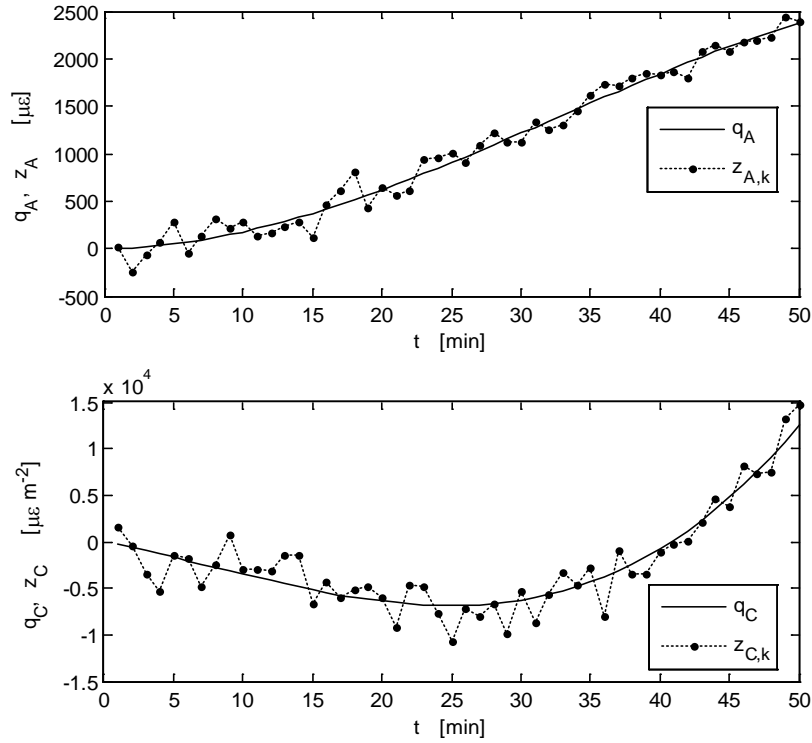 2500
2000
1500
1000
500
0
-500
q_A, z_A [µε]
q_A
z_A,k
0 5 10 15 20 25 30 35 40 45 50
t [min]
x 10^4
1.5
1
0.5
0
-0.5
-1
-1.5
q_C, z_C [µε m^-2]
q_C
z_C,k
0 5 10 15 20 25 30 35 40 45 50
t [min]